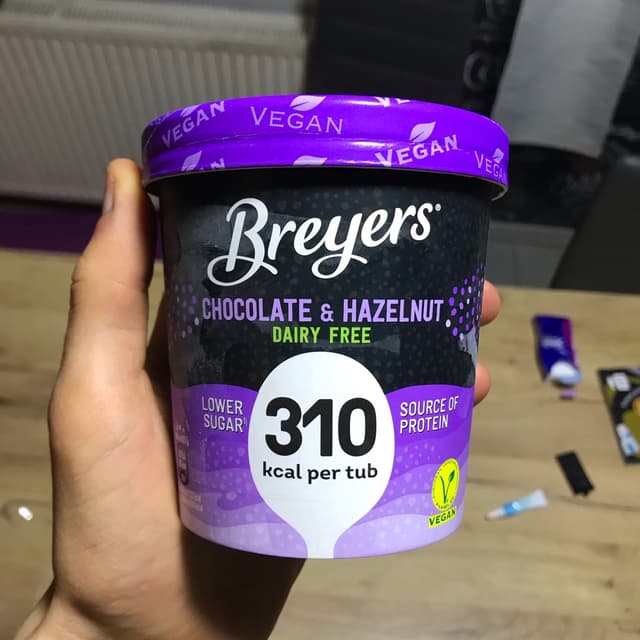 VEGAN
VEGAN
VEGAN
VEGAN
Breyers®
CHOCOLATE & HAZELNUT
DAIRY FREE
LOWER
SUGAR
310
kcal per tub
SOURCE OF
PROTEIN
V
VEGAN